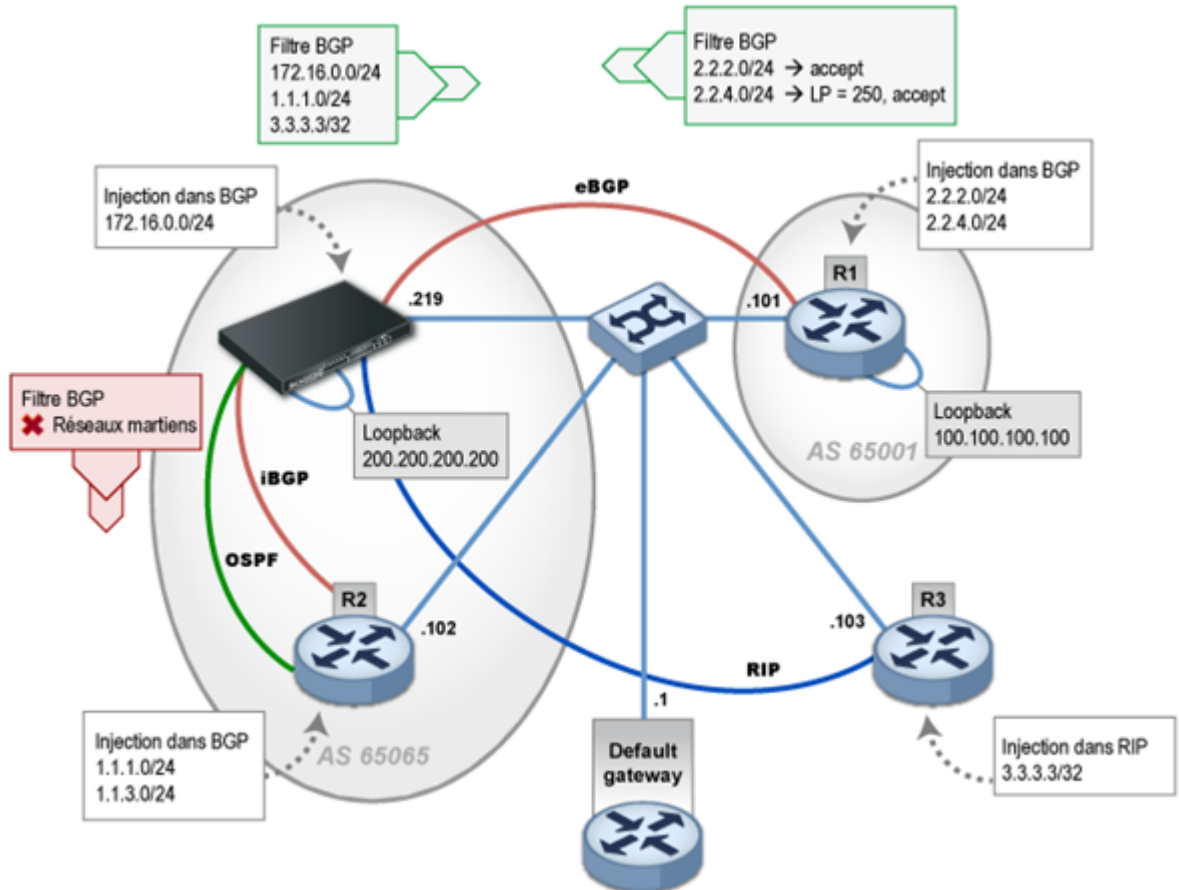 Filtre BGP
172.16.0.0/24
1.1.1.0/24
3.3.3.3/32
Filtre BGP
2.2.2.0/24 → accept
2.2.4.0/24 → LP = 250, accept
Injection dans BGP
172.16.0.0/24
eBGP
Injection dans BGP
2.2.2.0/24
2.2.4.0/24
R1
.219
.101
Filtre BGP
✖ Réseaux martiens
Loopback
200.200.200.200
Loopback
100.100.100.100
AS 65001
iBGP
OSPF
R2
.102
.103
R3
RIP
.1
Injection dans BGP
1.1.1.0/24
1.1.3.0/24
AS 65065
Default
gateway
Injection dans RIP
3.3.3.3/32